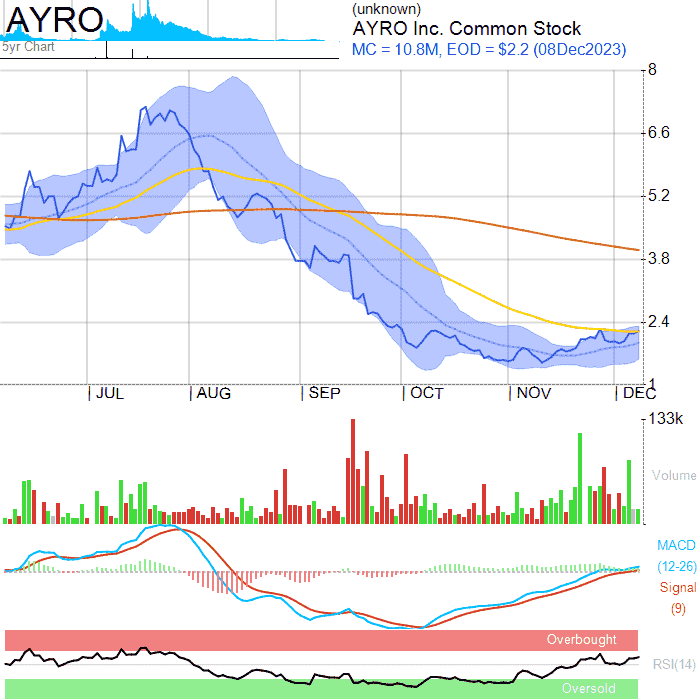 AYRO
5yr Chart
(unknown)
AYRO Inc. Common Stock
MC = 10.8M, EOD = $2.2 (08Dec2023)
8
6.6
5.2
3.8
2.4
1
JUL AUG SEP OCT NOV DEC
133k
Volume
MACD
(12-26)
Signal
(9)
Overbought
RSI(14)
Oversold